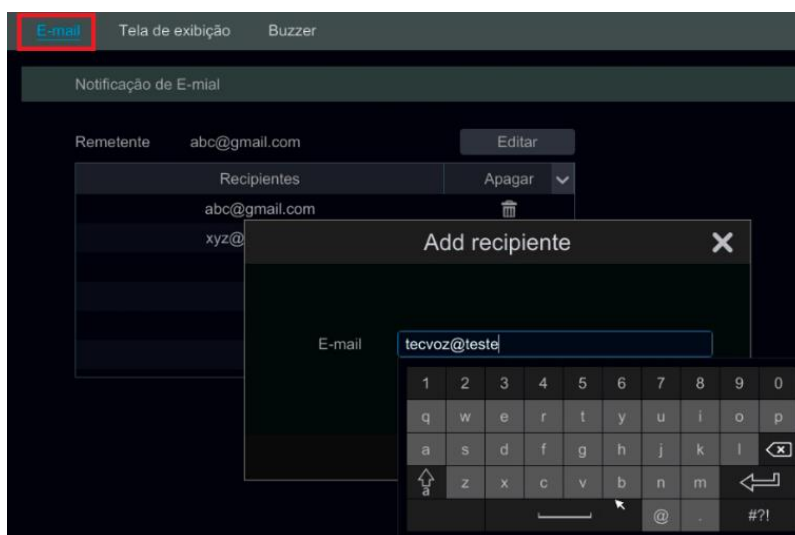 E-mail Tela de exibição Buzzer
Notificação de E-mial
Remetente abc@gmail.com Editar
Recipientes Apagar
abc@gmail.com
xyz@
Add recipiente
E-mail tecvoz@teste
1 2 3 4 5 6 7 8 9 0
q w e r t y u i o p
a s d f g h j k l
a z x c v b n m
@ . #?!